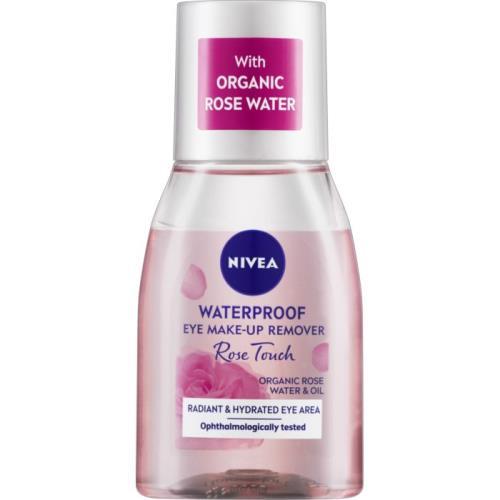 With
ORGANIC
ROSE WATER
NIVEA
WATERPROOF
EYE MAKE-UP REMOVER
Rose Touch
ORGANIC ROSE
WATER & OIL
RADIANT & HYDRATED EYE AREA
Ophthalmologically tested